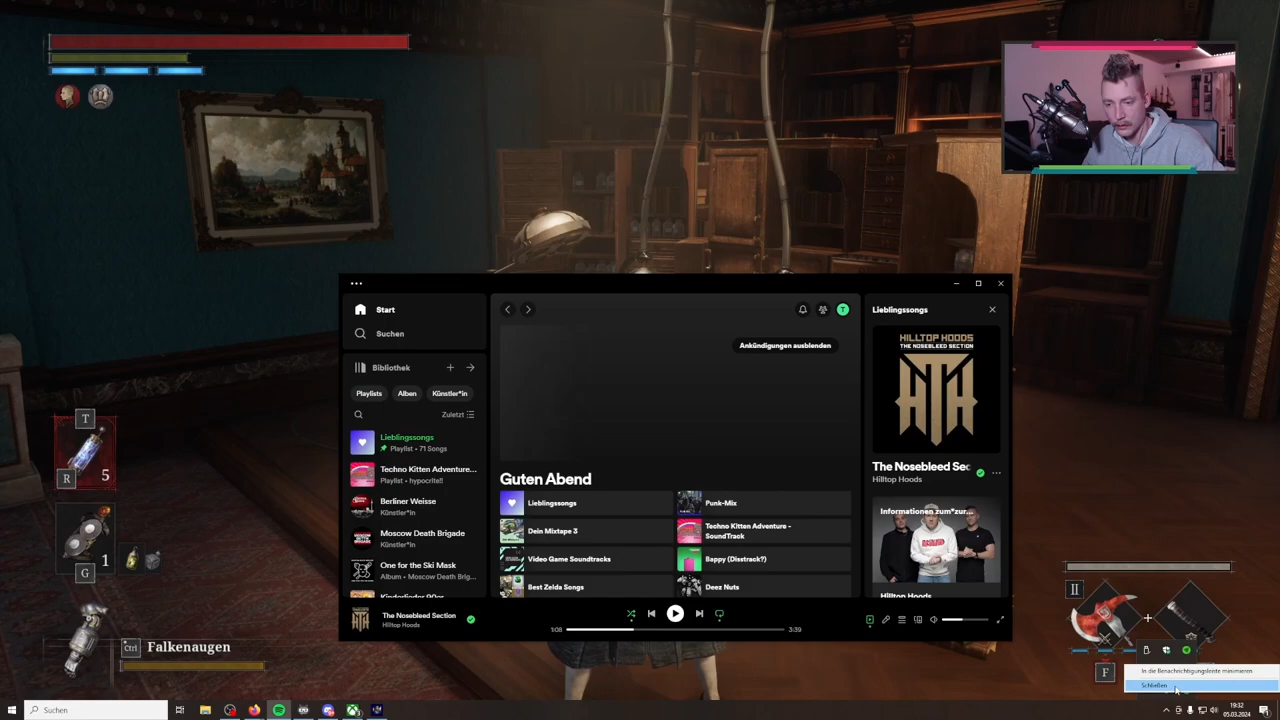 Start
Suchen
Bibliothek
Playlists
Alben
Künstler*in
Zuletzt
Lieblingssongs
Playlist • 71 Songs
Techno Kitten Adventure...
Playlist • hypocrite!!
Berliner Weisse
Künstler*in
Moscow Death Brigade
Künstler*in
One for the Ski Mask
Album • Moscow Death Brig...
Kinderlieder 90er
T
Ankündigungen ausblenden
Guten Abend
Lieblingssongs
Punk-Mix
Dein Mixtape 3
Techno Kitten Adventure -
SoundTrack
Video Game Soundtracks
Bappy (Disstrack?)
Best Zelda Songs
Deez Nuts
Lieblingssongs
HILLTOP HOODS
THE NOSEBLEED SECTION
The Nosebleed Sec
Hilltop Hoods
Informationen zum*zur...
Hilltop Hoods
The Nosebleed Section
Hilltop Hoods
1:08
3:39
T
R
5
1
G
Ctrl
Falkenaugen
II
F
In die Benachrichtigungsleiste minimieren
Schließen
Suchen
19:32
05.03.2024